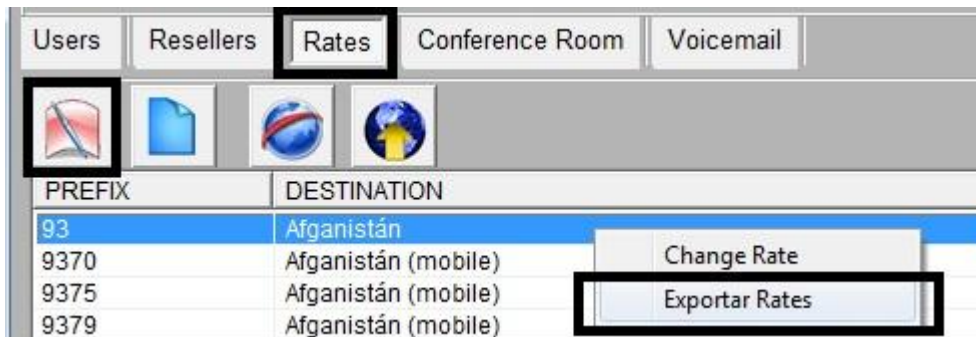 Users Resellers Rates Conference Room Voicemail
PREFIX DESTINATION
93 Afganistán
9370 Afganistán (mobile)
Change Rate
9375 Afganistán (mobile)
Exportar Rates
9379 Afganistán (mobile)